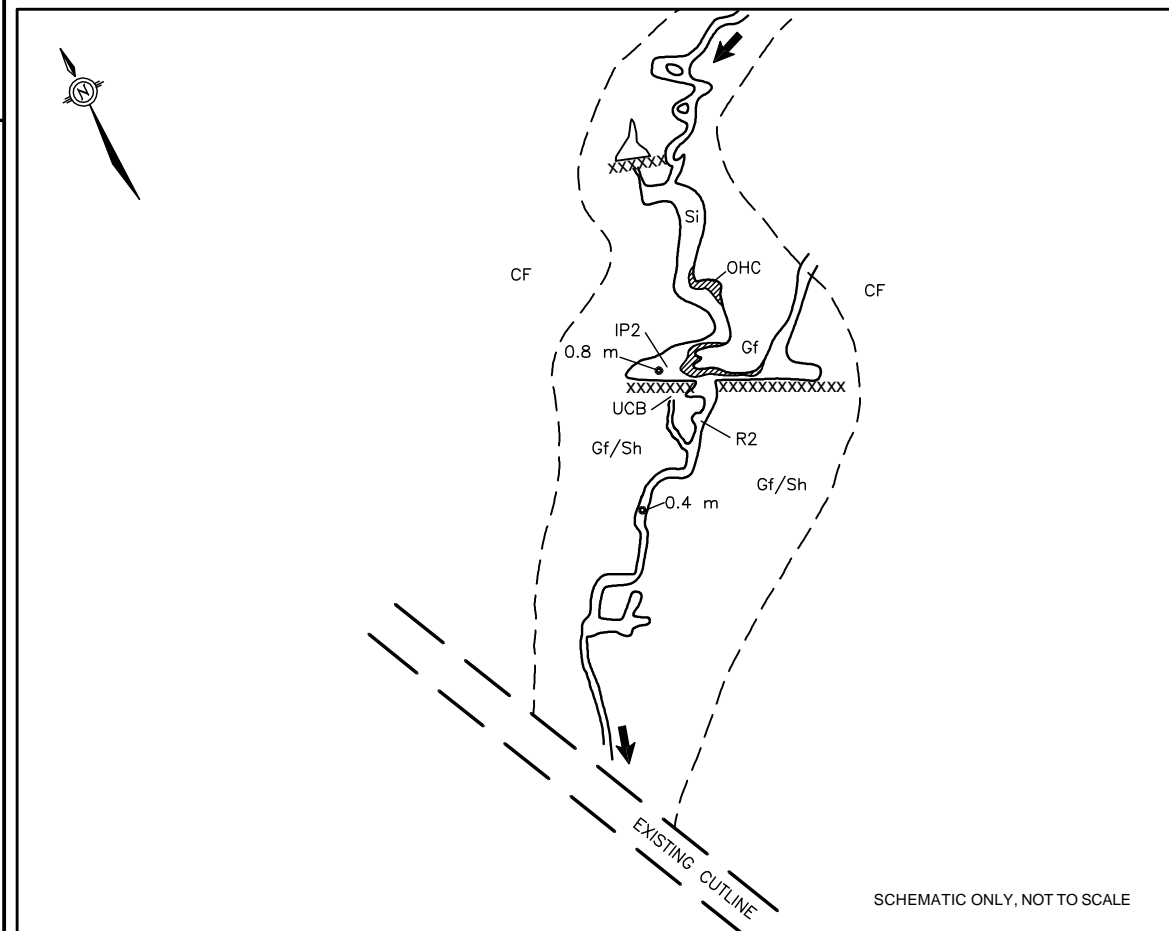 N
XXXXXX
Si
CF
OHC
CF
IP2
Gf
0.8 m
XXXXXXX
XXXXXXXXXXXXX
UCB
R2
Gf/Sh
Gf/Sh
0.4 m
EXISTING CUTLINE
SCHEMATIC ONLY, NOT TO SCALE